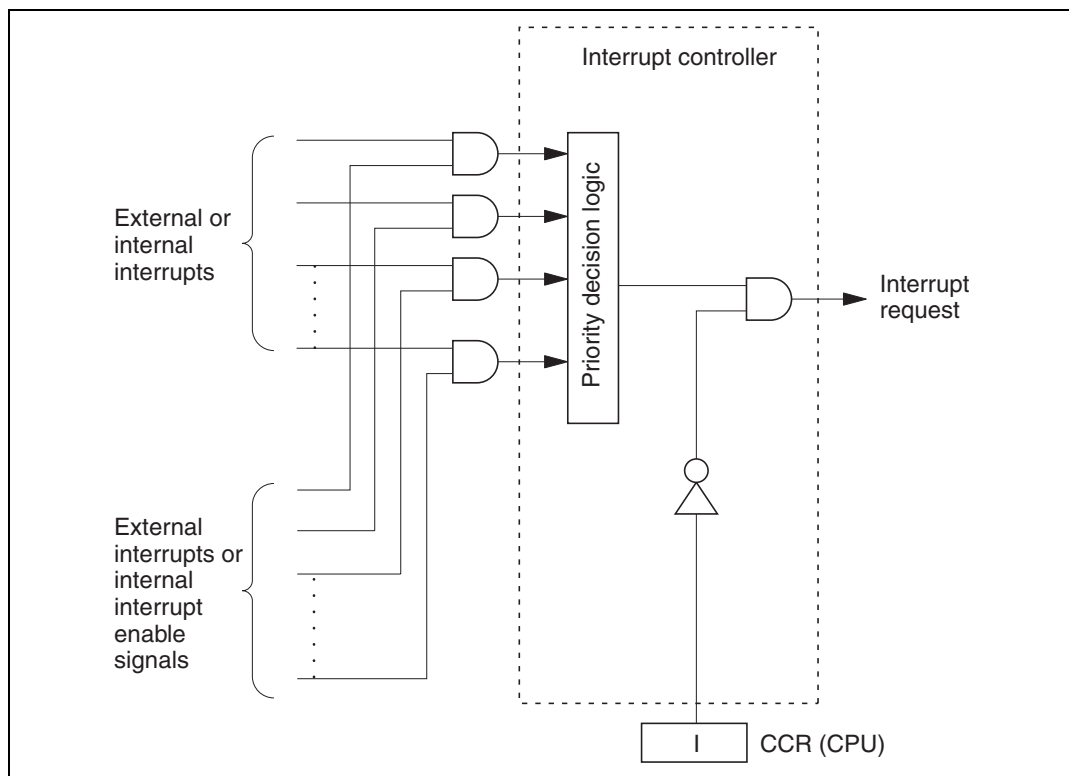 Interrupt controller
Priority decision logic
External or
internal
interrupts
Interrupt
request
External
interrupts or
internal
interrupt
enable
signals
I
CCR (CPU)